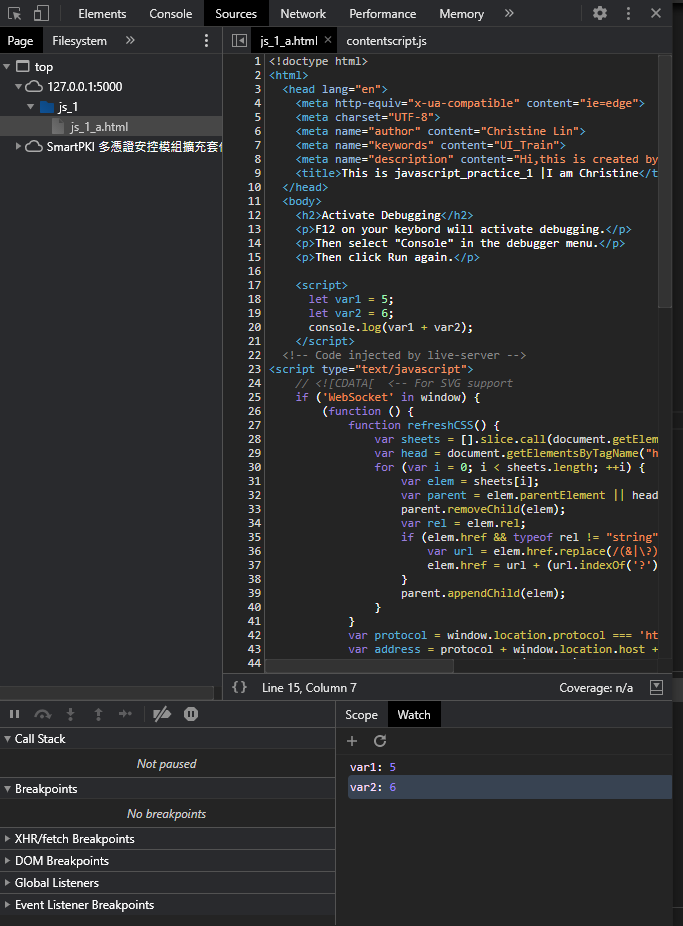 Elements Console Sources Network Performance Memory »
Page Filesystem »
js_1_a.html × contentscript.js
top
127.0.0.1:5000
js_1
js_1_a.html
SmartPKI 多憑證安控模組擴充套
1 <!doctype html>
2 <html>
3 <head lang="en">
4 <meta http-equiv="x-ua-compatible" content="ie=edge">
5 <meta charset="UTF-8">
6 <meta name="author" content="Christine Lin">
7 <meta name="keywords" content="UI_Train">
8 <meta name="description" content="Hi,this is created by
9 <title>This is javascript_practice_1 |I am Christine</t
10 </head>
11 <body>
12 <h2>Activate Debugging</h2>
13 <p>F12 on your keybord will activate debugging.</p>
14 <p>Then select "Console" in the debugger menu.</p>
15 <p>Then click Run again.</p>
16
17 <script>
18 let var1 = 5;
19 let var2 = 6;
20 console.log(var1 + var2);
21 </script>
22 <!-- Code injected by live-server -->
23 <script type="text/javascript">
24 // <![CDATA[ <-- For SVG support
25 if ('WebSocket' in window) {
26 (function () {
27 function refreshCSS() {
28 var sheets = [].slice.call(document.getElem
29 var head = document.getElementsByTagName("h
30 for (var i = 0; i < sheets.length; ++i) {
31 var elem = sheets[i];
32 var parent = elem.parentElement || head
33 parent.removeChild(elem);
34 var rel = elem.rel;
35 if (elem.href && typeof rel != "string"
36 var url = elem.href.replace(/(&|\?)
37 elem.href = url + (url.indexOf('?')
38 }
39 parent.appendChild(elem);
40 }
41 }
42 var protocol = window.location.protocol === 'ht
43 var address = protocol + window.location.host +
44
{} Line 15, Column 7 Coverage: n/a
Scope Watch
Call Stack
Not paused
Breakpoints
No breakpoints
XHR/fetch Breakpoints
DOM Breakpoints
Global Listeners
Event Listener Breakpoints
var1: 5
var2: 6